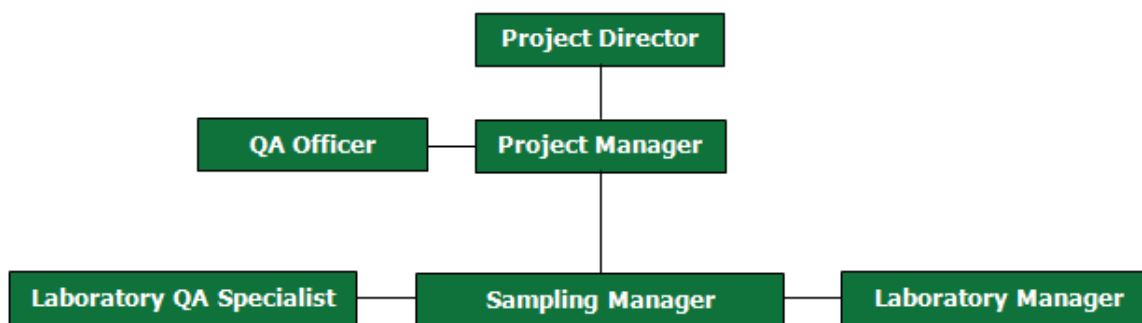 Project Director
QA Officer
Project Manager
Laboratory QA Specialist
Sampling Manager
Laboratory Manager